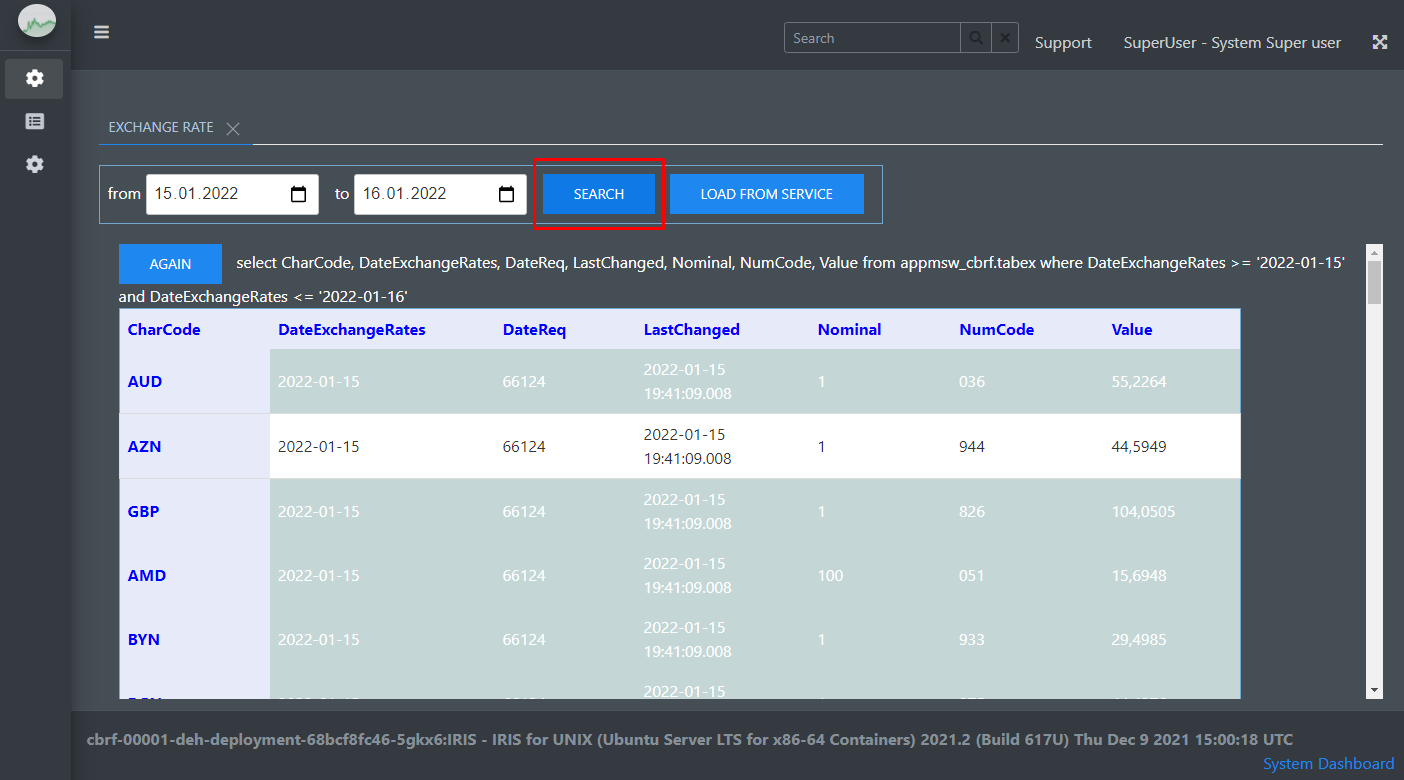 Search
Support
SuperUser - System Super user
EXCHANGE RATE
from 15.01.2022 to 16.01.2022 SEARCH LOAD FROM SERVICE
AGAIN select CharCode, DateExchangeRates, DateReq, LastChanged, Nominal, NumCode, Value from appmsw_cbrf.tabex where DateExchangeRates >= '2022-01-15'
and DateExchangeRates <= '2022-01-16'
CharCode DateExchangeRates DateReq LastChanged Nominal NumCode Value
AUD 2022-01-15 66124 2022-01-15 19:41:09.008 1 036 55,2264
AZN 2022-01-15 66124 2022-01-15 19:41:09.008 1 944 44,5949
GBP 2022-01-15 66124 2022-01-15 19:41:09.008 1 826 104,0505
AMD 2022-01-15 66124 2022-01-15 19:41:09.008 100 051 15,6948
BYN 2022-01-15 66124 2022-01-15 19:41:09.008 1 933 29,4985
2022-01-15
cbrf-00001-deh-deployment-68bcf8fc46-5gkx6:IRIS - IRIS for UNIX (Ubuntu Server LTS for x86-64 Containers) 2021.2 (Build 617U) Thu Dec 9 2021 15:00:18 UTC
System Dashboard